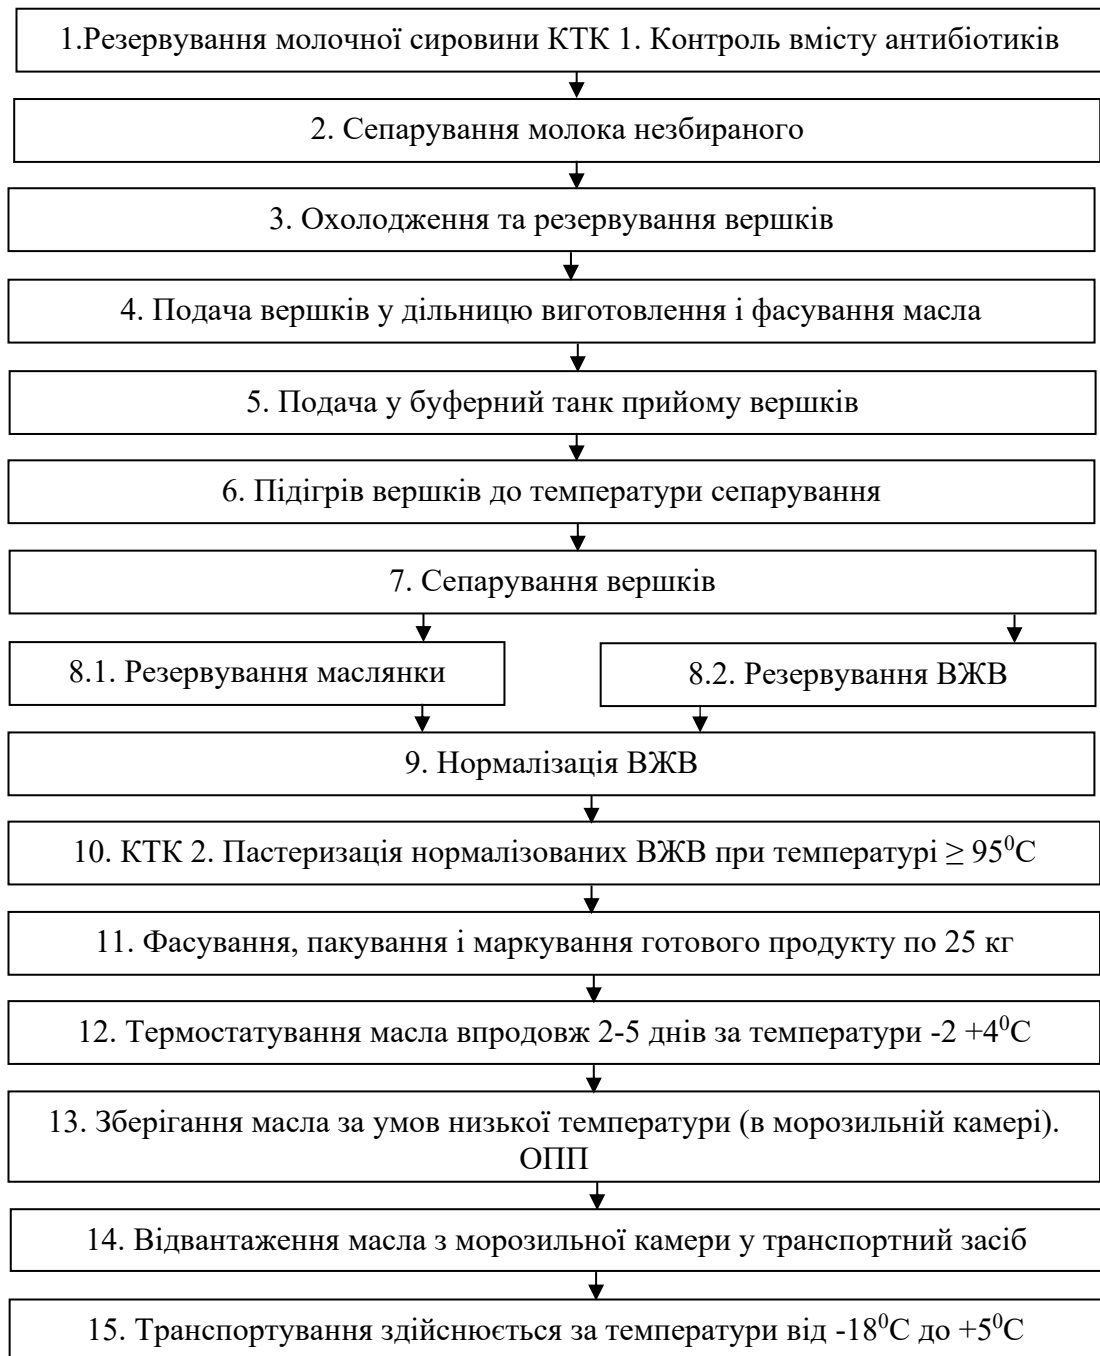 1.Резервування молочної сировини КТК 1. Контроль вмісту антибіотиків
2. Сепарування молока незбираного
3. Охолодження та резервування вершків
4. Подача вершків у дільницю виготовлення і фасування масла
5. Подача у буферний танк прийому вершків
6. Підігрів вершків до температури сепарування
7. Сепарування вершків
8.1. Резервування маслянки
8.2. Резервування ВЖВ
9. Нормалізація ВЖВ
10. КТК 2. Пастеризація нормалізованих ВЖВ при температурі ≥ 95⁰С
11. Фасування, пакування і маркування готового продукту по 25 кг
12. Термостатування масла впродовж 2-5 днів за температури -2 +4⁰С
13. Зберігання масла за умов низької температури (в морозильній камері).
ОПП
14. Відвантаження масла з морозильної камери у транспортний засіб
15. Транспортування здійснюється за температури від -18⁰С до +5⁰С